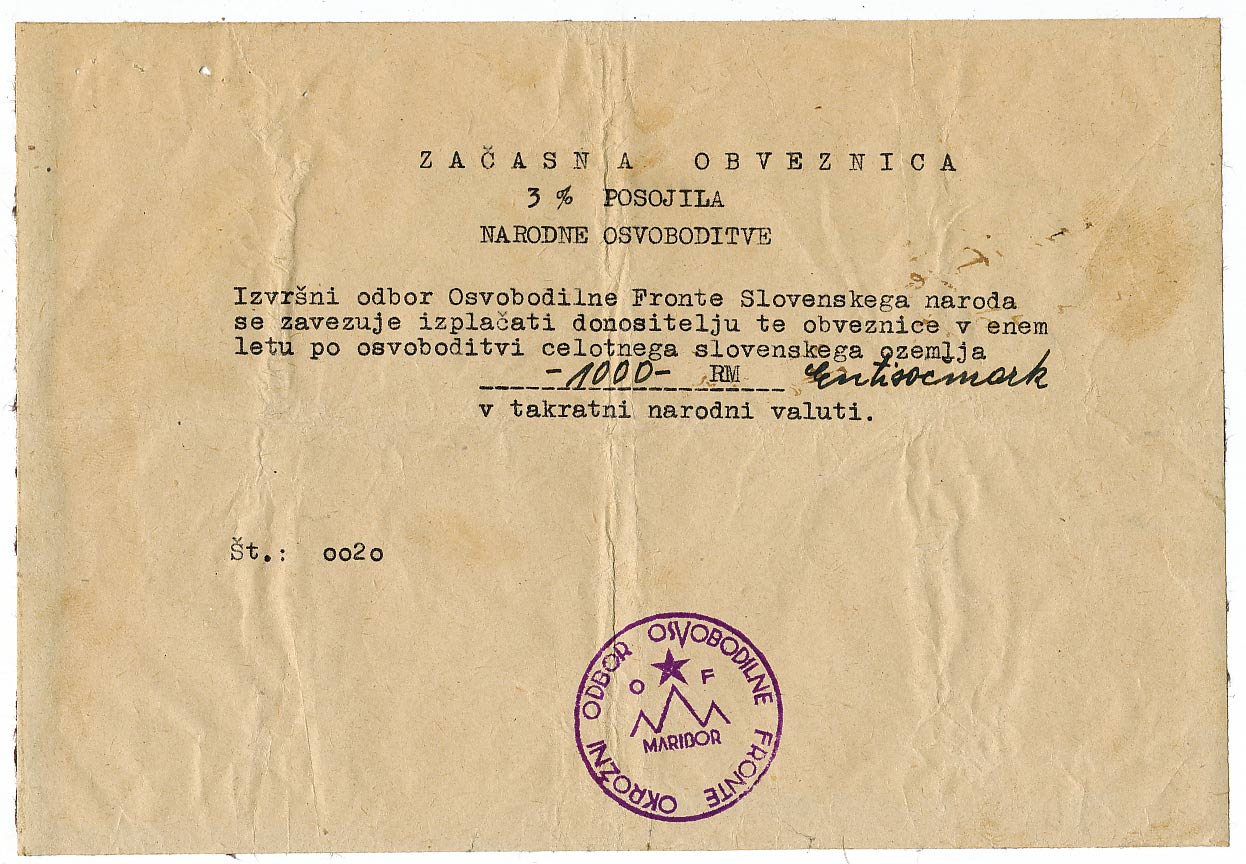 ZAČASNA OBVEZNICA
3 % POSOJILA
NARODNE OSVOBODITVE
Izvršni odbor Osvobodilne Fronte Slovenskega naroda
se zavezuje izplačati donositelju te obveznice v enem
letu po osvoboditvi celotnega slovenskega ozemlja
-1000- RM entisočmark
v takratni narodni valuti.
Št.: oo2o
OKROŽNI ODBOR OSVOBODILNE FRONTE
O F
MARIBOR